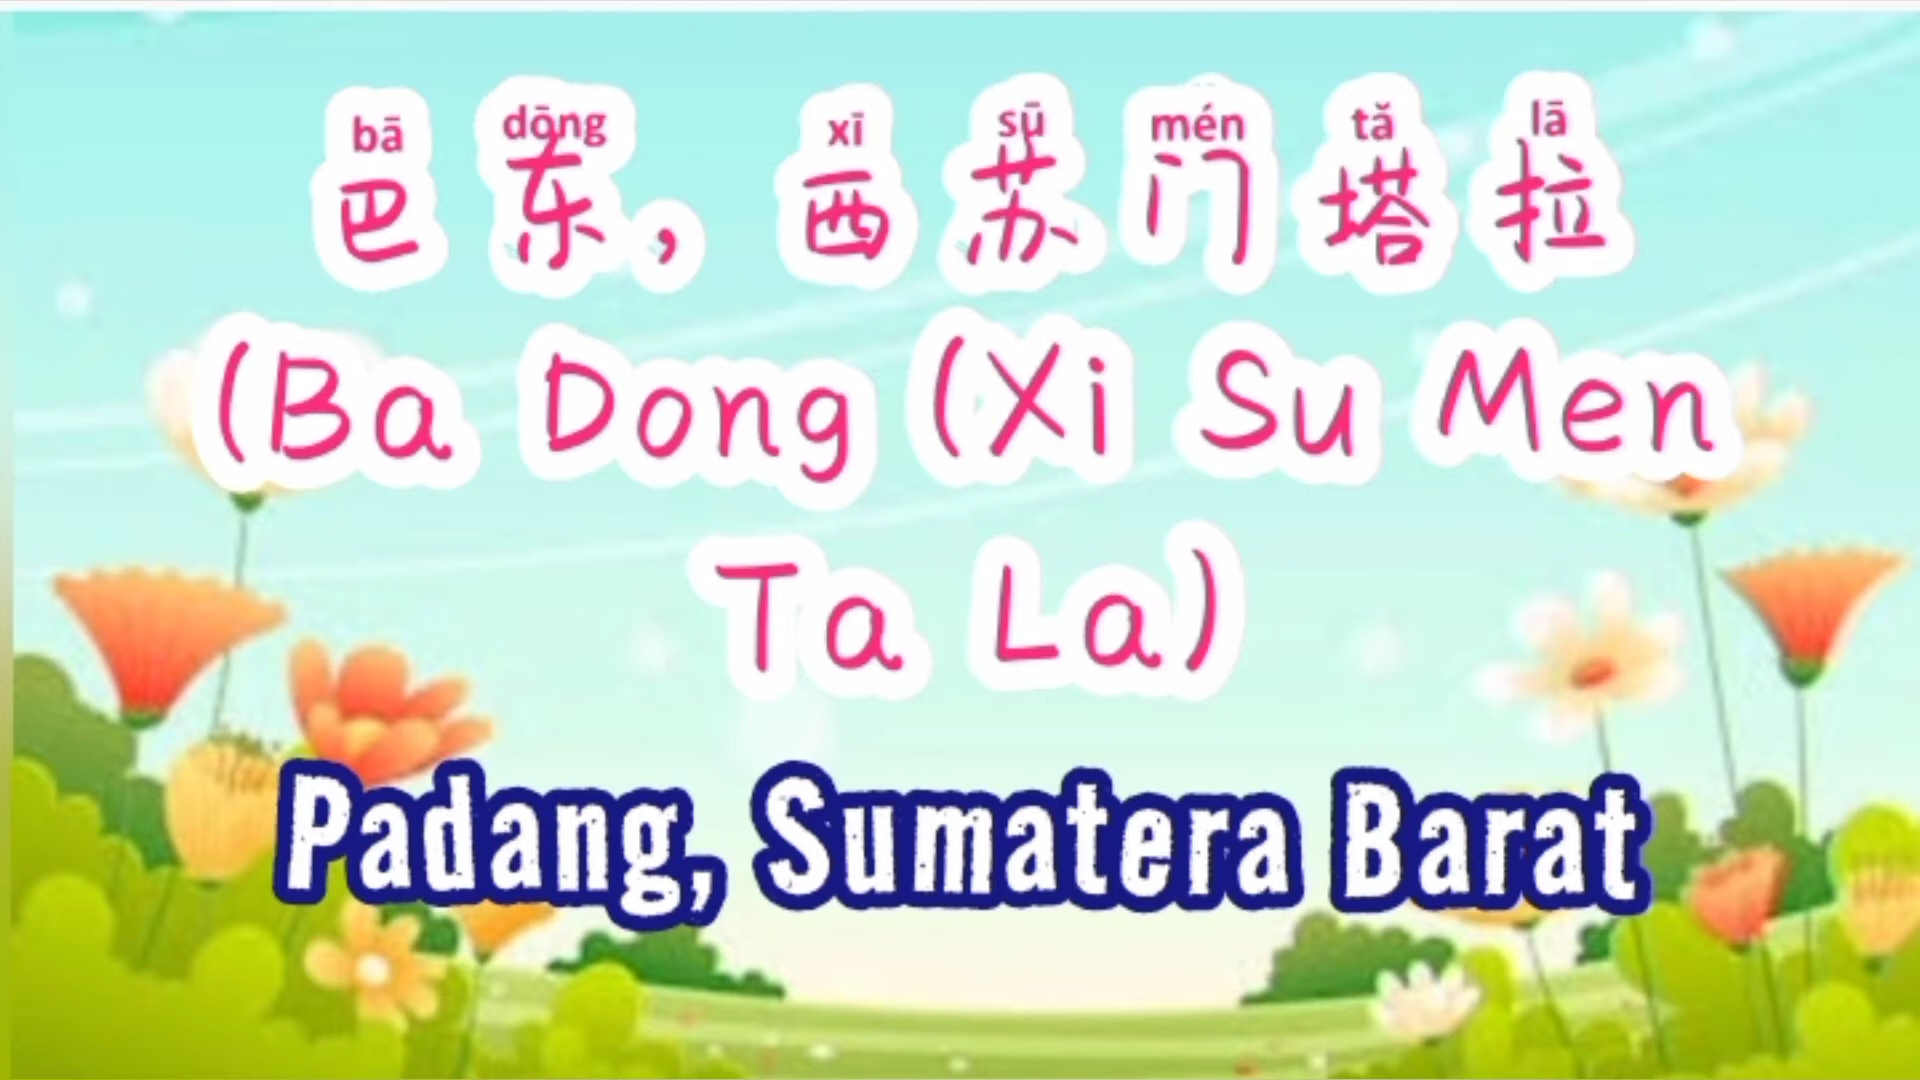 bā dōng xī sū mén tǎ lā
巴东，西苏门塔拉
(Ba Dong (Xi Su Men
Ta La)
Padang, Sumatera Barat